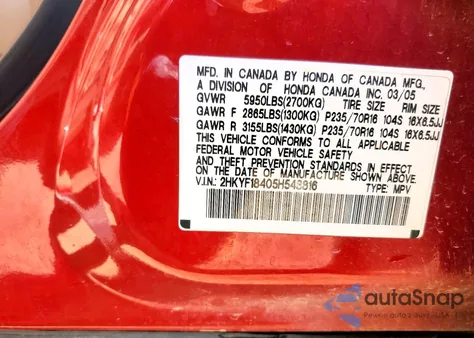 MFD. IN CANADA BY HONDA OF CANADA MFG.,
A DIVISION OF HONDA CANADA INC. 03/05
GVWR 5950LBS(2700KG) TIRE SIZE RIM SIZE
GAWR F 2865LBS(1300KG) P235/70R16 104S 16X6.5JJ
GAWR R 3155LBS(1430KG) P235/70R16 104S 16X6.5JJ
THIS VEHICLE CONFORMS TO ALL APPLICABLE
FEDERAL MOTOR VEHICLE SAFETY
AND THEFT PREVENTION STANDARDS IN EFFECT
ON THE DATE OF MANUFACTURE SHOWN ABOVE.
V.I.N.: 2HKYF18405H543816 TYPE: MPV
autoSnap